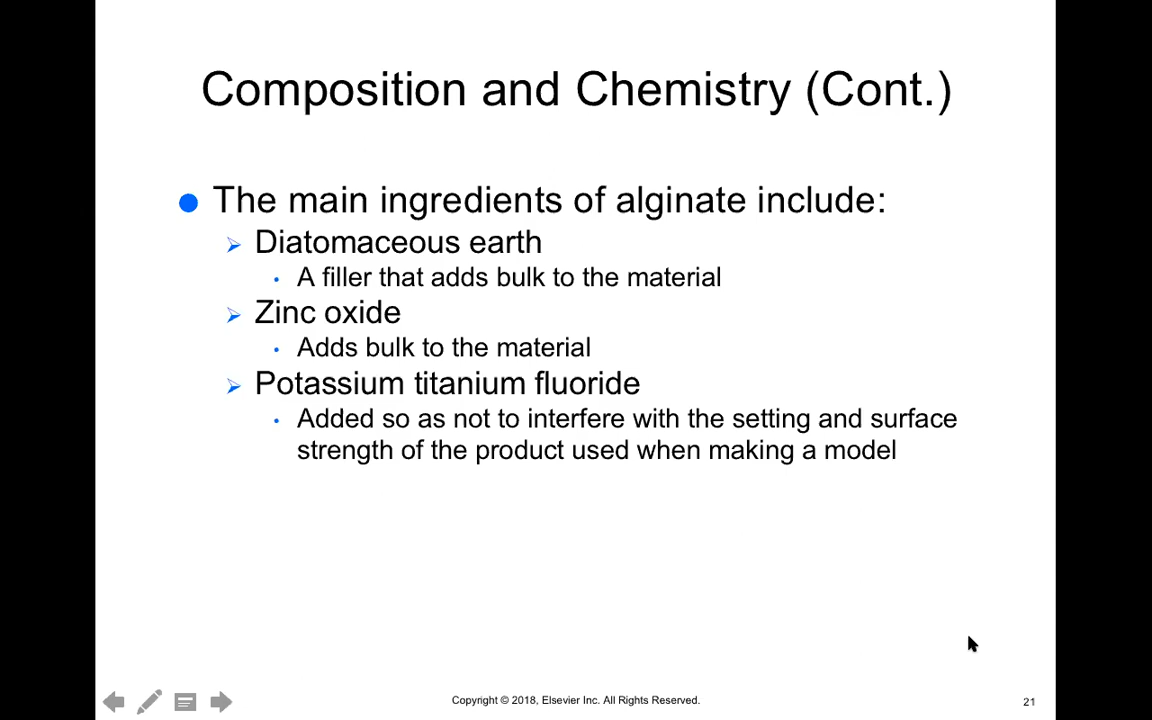 Composition and Chemistry (Cont.)
The main ingredients of alginate include:
Diatomaceous earth
A filler that adds bulk to the material
Zinc oxide
Adds bulk to the material
Potassium titanium fluoride
Added so as not to interfere with the setting and surface
strength of the product used when making a model
Copyright © 2018, Elsevier Inc. All Rights Reserved.
21